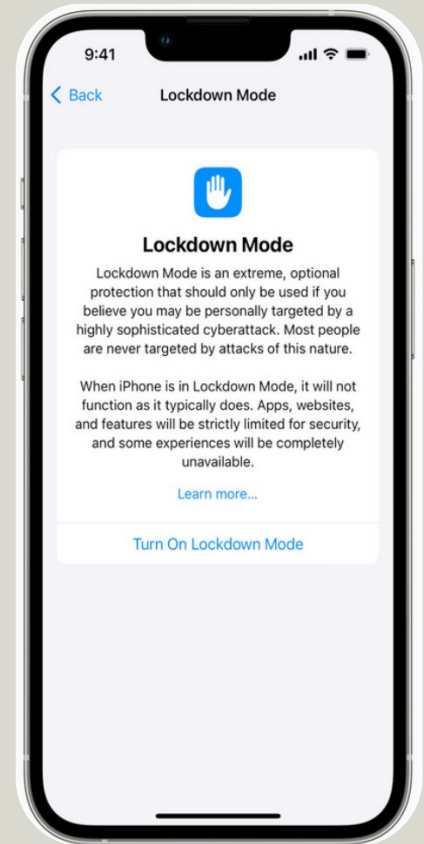 9:41
Back
Lockdown Mode
Lockdown Mode
Lockdown Mode is an extreme, optional
protection that should only be used if you
believe you may be personally targeted by a
highly sophisticated cyberattack. Most people
are never targeted by attacks of this nature.
When iPhone is in Lockdown Mode, it will not
function as it typically does. Apps, websites,
and features will be strictly limited for security,
and some experiences will be completely
unavailable.
Learn more...
Turn On Lockdown Mode